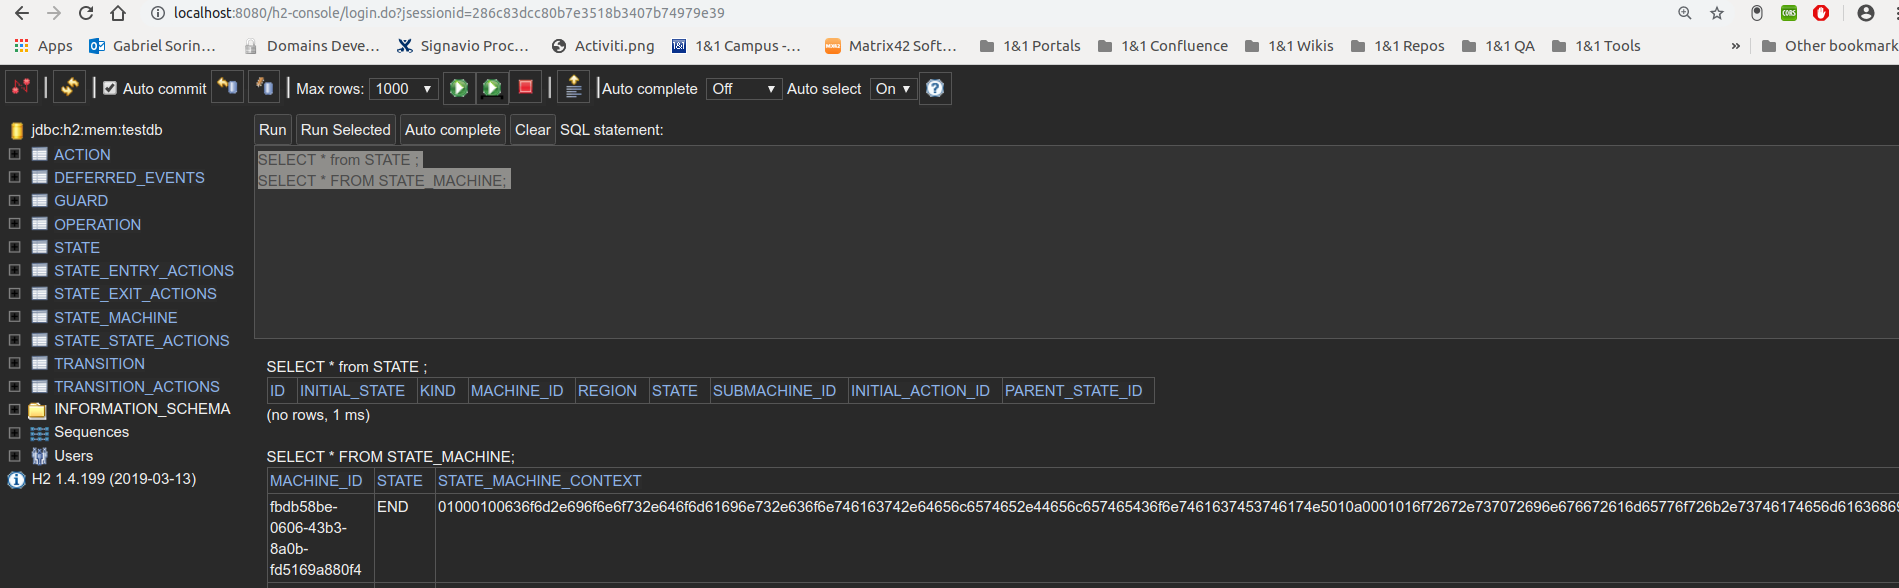 localhost:8080/h2-console/login.do?jsessionid=286c83dcc80b7e3518b3407b74979e39
Apps Gabriel Sorin... Domains Deve... Signavio Proc... Activiti.png 1&1 Campus -... Matrix42 Soft... 1&1 Portals 1&1 Confluence 1&1 Wikis 1&1 Repos 1&1 QA 1&1 Tools » Other bookmark
Auto commit Max rows: 1000 Auto complete Off Auto select On
jdbc:h2:mem:testdb
ACTION
DEFERRED_EVENTS
GUARD
OPERATION
STATE
STATE_ENTRY_ACTIONS
STATE_EXIT_ACTIONS
STATE_MACHINE
STATE_STATE_ACTIONS
TRANSITION
TRANSITION_ACTIONS
INFORMATION_SCHEMA
Sequences
Users
H2 1.4.199 (2019-03-13)
Run Run Selected Auto complete Clear SQL statement:
SELECT * from STATE ;
SELECT * FROM STATE_MACHINE;
SELECT * from STATE ;
ID INITIAL_STATE KIND MACHINE_ID REGION STATE SUBMACHINE_ID INITIAL_ACTION_ID PARENT_STATE_ID
(no rows, 1 ms)
SELECT * FROM STATE_MACHINE;
MACHINE_ID STATE STATE_MACHINE_CONTEXT
fbdb58be- END
0606-43b3-
8a0b-
fd5169a880f4